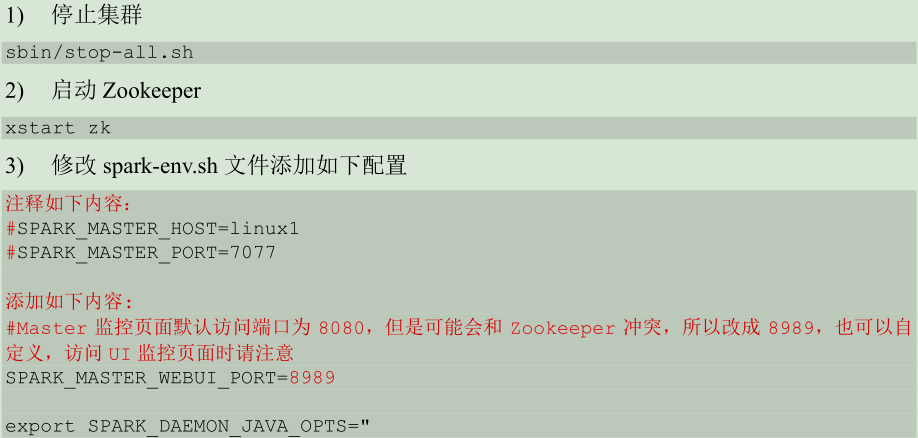 1) 停止集群
sbin/stop-all.sh
2) 启动 Zookeeper
xstart zk
3) 修改 spark-env.sh 文件添加如下配置
注释如下内容：
#SPARK_MASTER_HOST=linux1
#SPARK_MASTER_PORT=7077
添加如下内容：
#Master 监控页面默认访问端口为 8080，但是可能会和 Zookeeper 冲突，所以改成 8989，也可以自
定义，访问 UI 监控页面时请注意
SPARK_MASTER_WEBUI_PORT=8989
export SPARK_DAEMON_JAVA_OPTS="